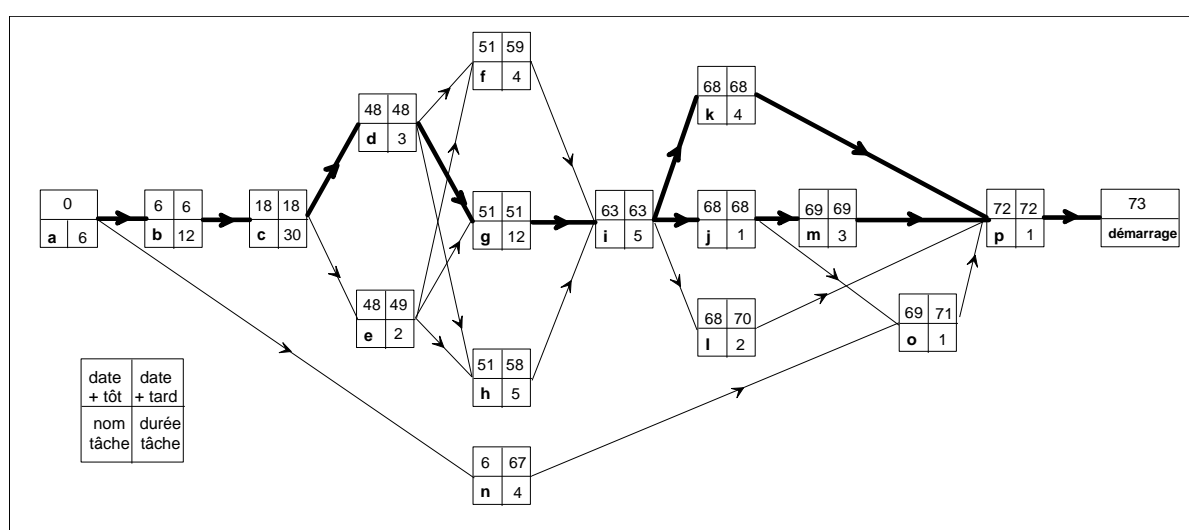 51 59
f 4
68 68
k 4
48 48
d 3
0
a 6
6 6
b 12
18 18
c 30
51 51
g 12
63 63
i 5
68 68
j 1
69 69
m 3
72 72
p 1
73
démarrage
48 49
e 2
68 70
l 2
69 71
o 1
51 58
h 5
date date
+ tôt + tard
nom durée
tâche tâche
6 67
n 4